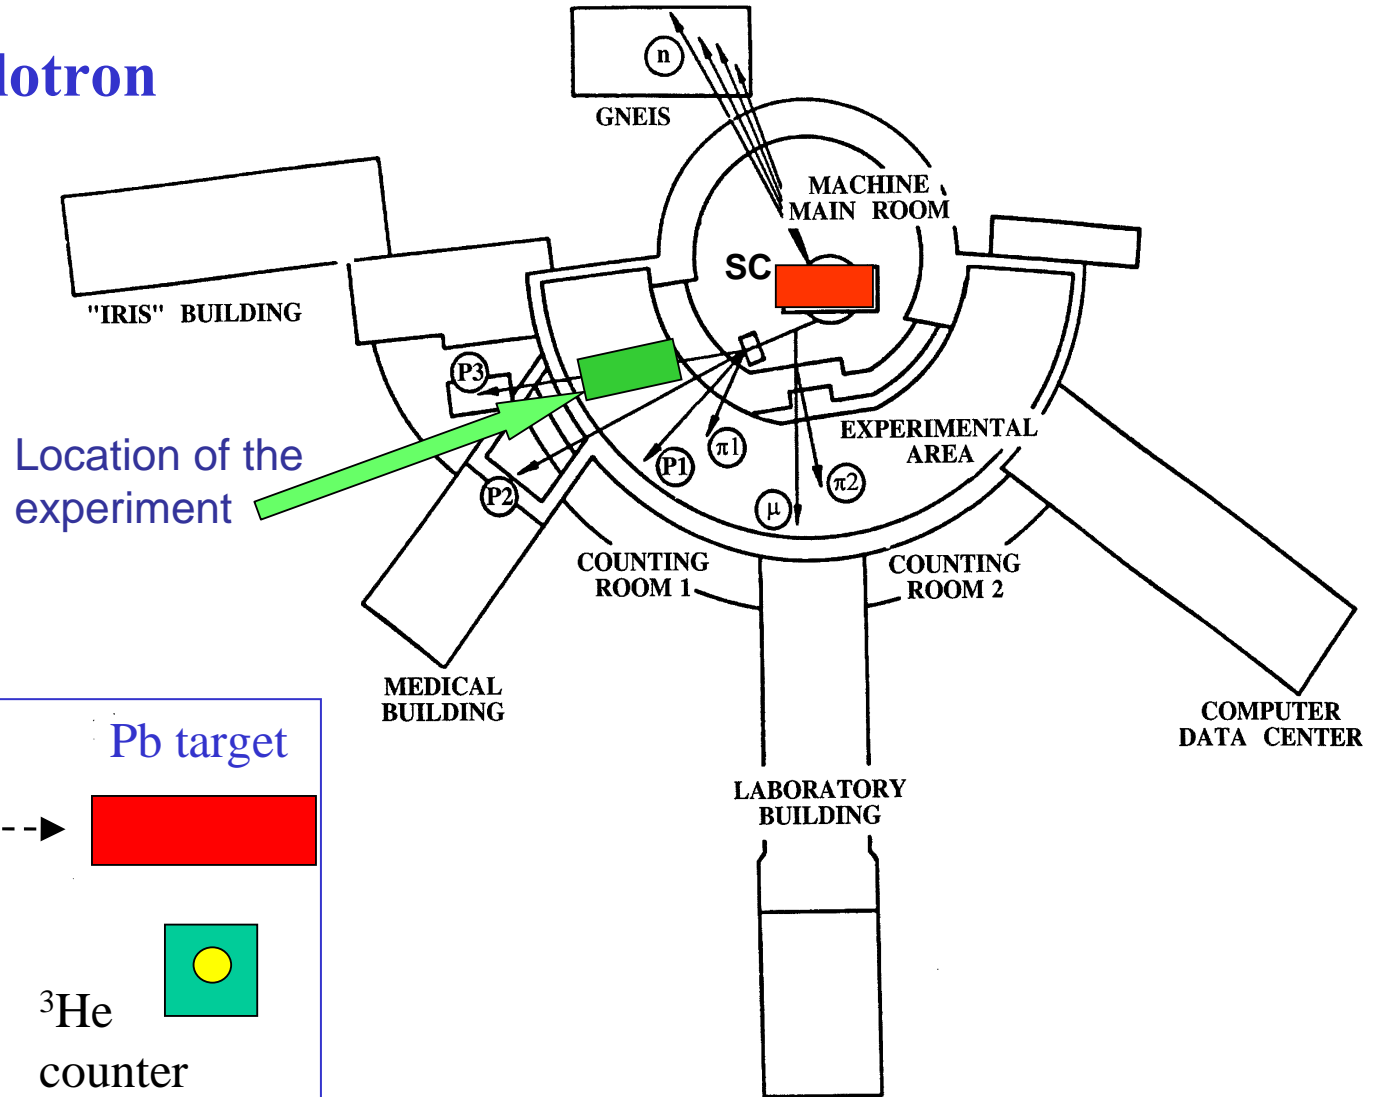 lotron
n
GNEIS
MACHINE
MAIN ROOM
SC
"IRIS" BUILDING
P3
Location of the
experiment
P2
P1
π1
π2
μ
EXPERIMENTAL
AREA
COUNTING
ROOM 1
COUNTING
ROOM 2
MEDICAL
BUILDING
COMPUTER
DATA CENTER
LABORATORY
BUILDING
Pb target
³He
counter